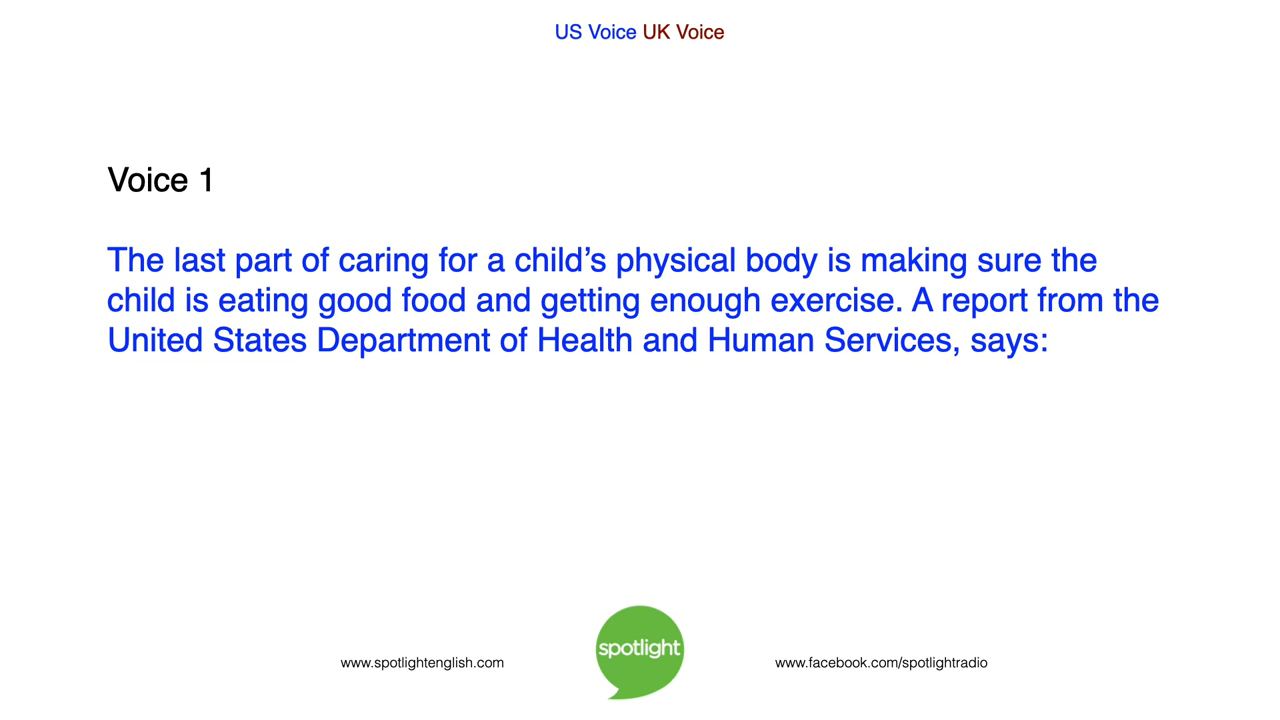 US Voice UK Voice
Voice 1
The last part of caring for a child’s physical body is making sure the
child is eating good food and getting enough exercise. A report from the
United States Department of Health and Human Services, says:
spotlight
www.spotlightenglish.com
www.facebook.com/spotlightradio